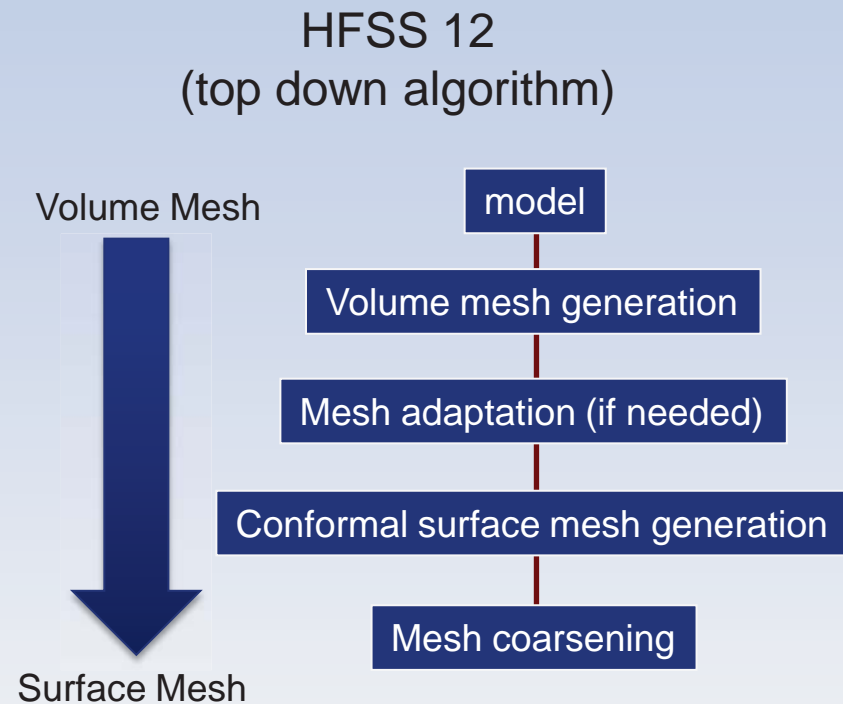 HFSS 12
(top down algorithm)
Volume Mesh
model
Volume mesh generation
Mesh adaptation (if needed)
Conformal surface mesh generation
Mesh coarsening
Surface Mesh